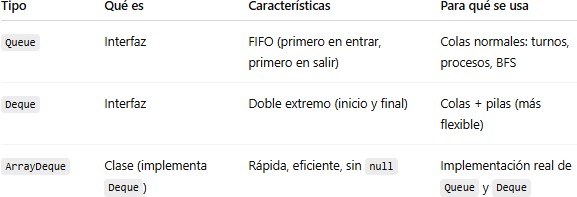 Tipo Qué es Características Para qué se usa
Queue Interfaz FIFO (primero en entrar, Colas normales: turnos,
primero en salir) procesos, BFS
Deque Interfaz Doble extremo (inicio y final) Colas + pilas (más
flexible)
ArrayDeque Clase (implementa Rápida, eficiente, sin null Implementación real de
Deque) Queue y Deque